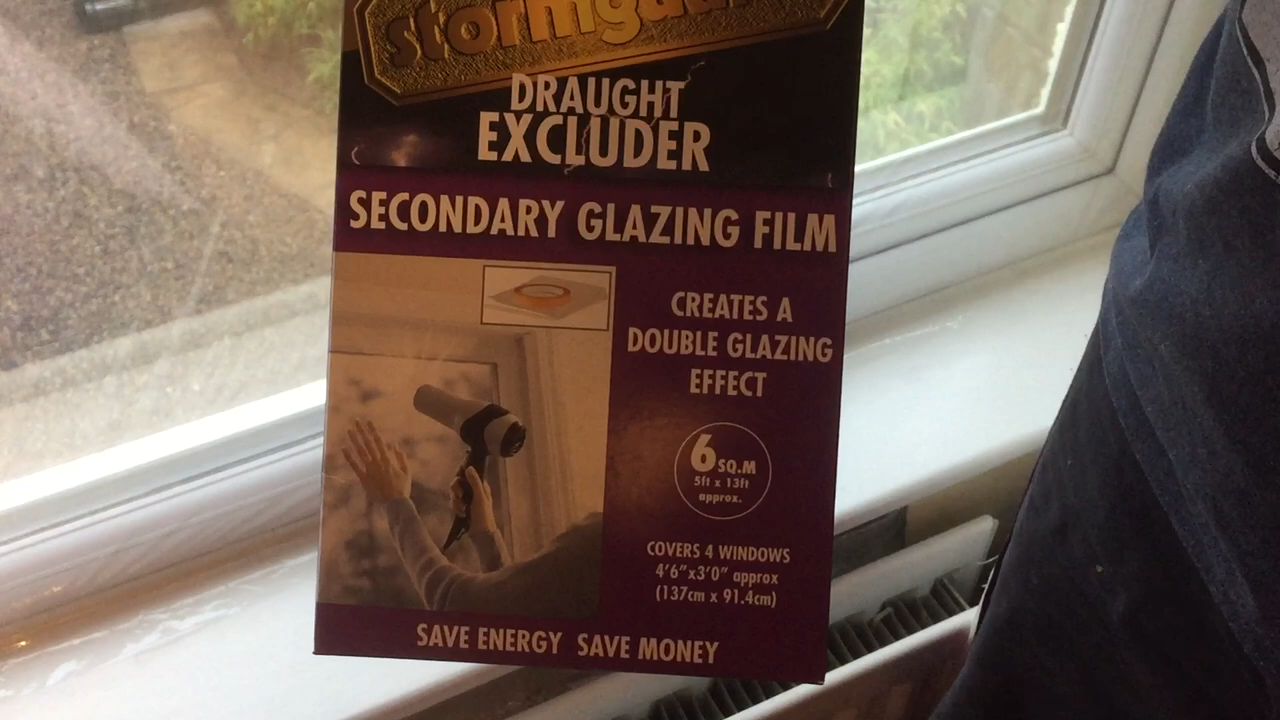 stormguard
DRAUGHT
EXCLUDER
SECONDARY GLAZING FILM
CREATES A
DOUBLE GLAZING
EFFECT
6 SQ.M
5ft x 13ft
approx.
COVERS 4 WINDOWS
4'6"x3'0" approx
(137cm x 91.4cm)
SAVE ENERGY SAVE MONEY